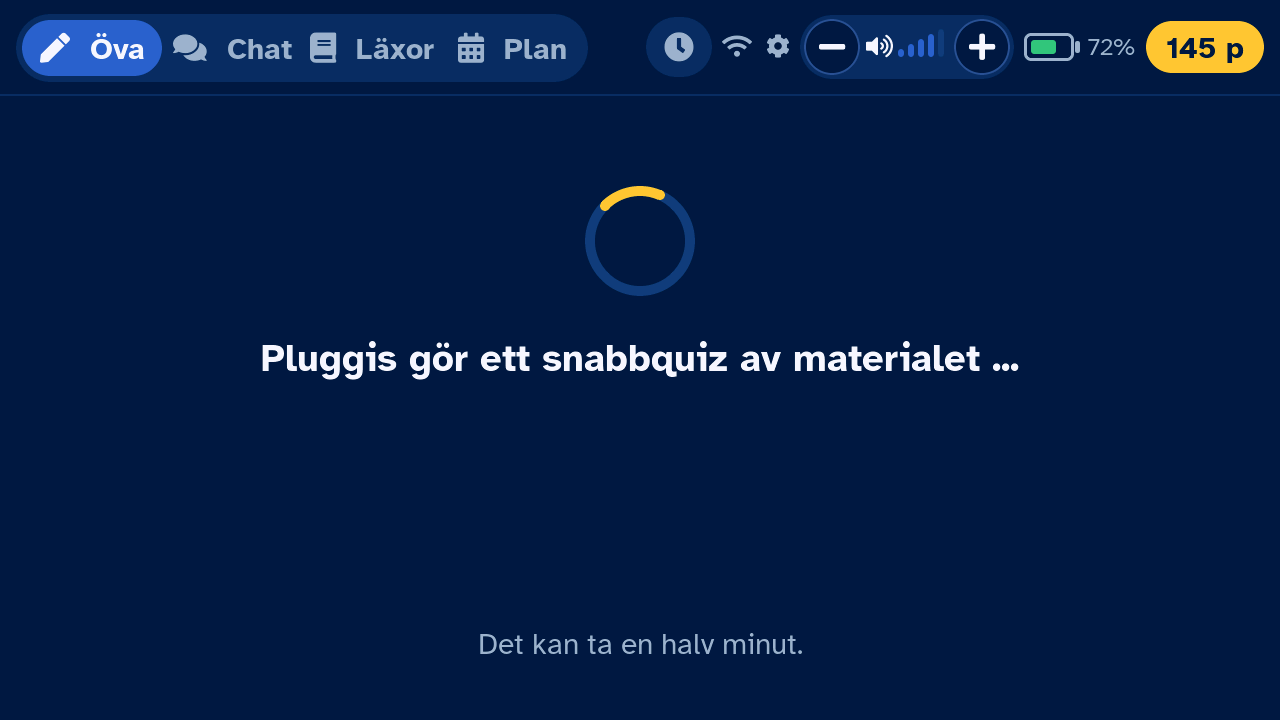 Öva Chat Läxor Plan 72% 145 p
Pluggis gör ett snabbquiz av materialet ...
Det kan ta en halv minut.